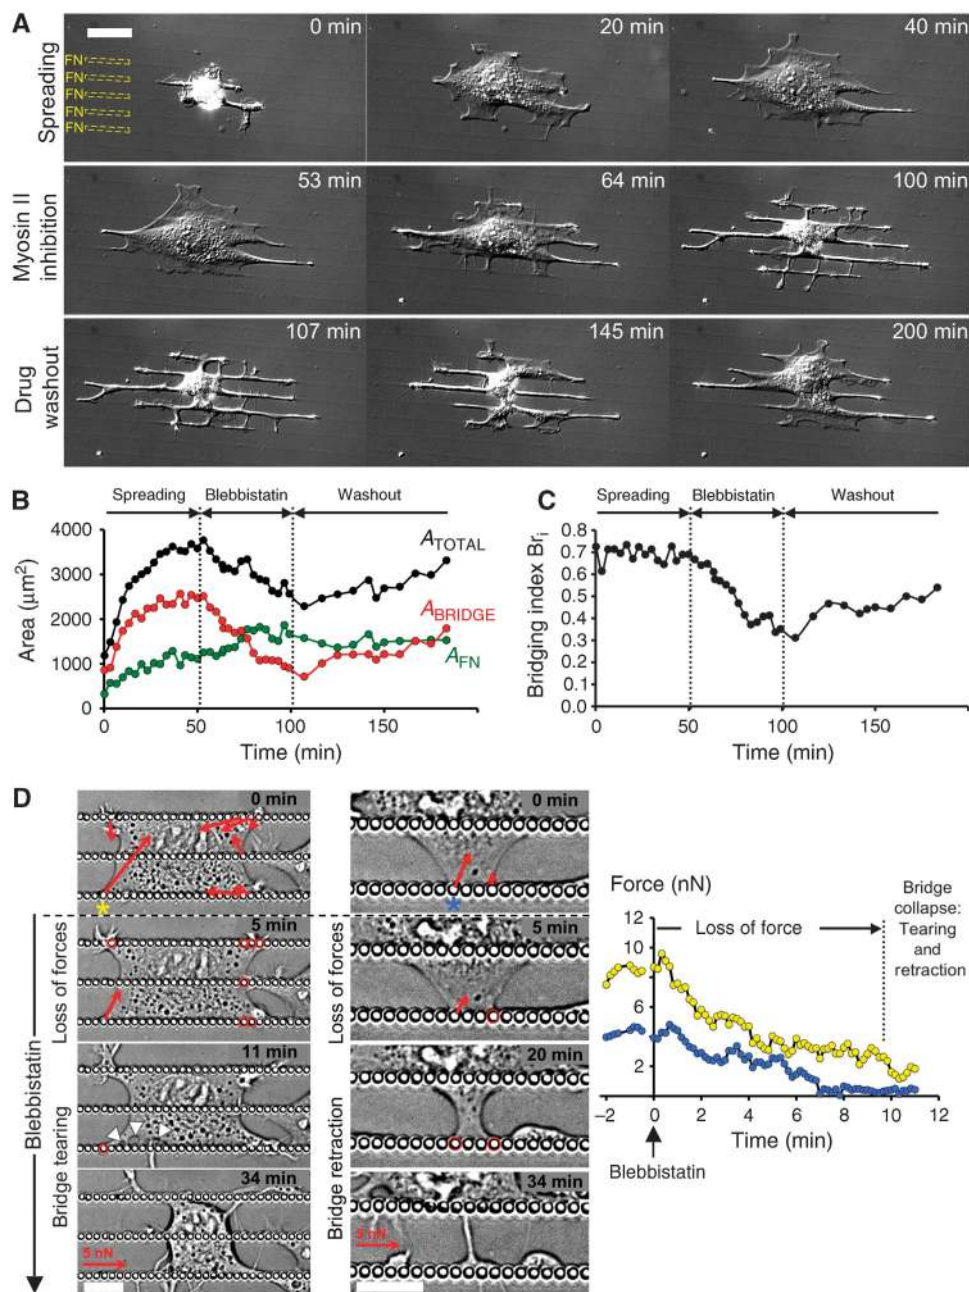 A
Spreading
0 min
20 min
40 min
FN
FN
FN
FN
FN
Myosin II
inhibition
53 min
64 min
100 min
Drug
washout
107 min
145 min
200 min
B
Spreading
Blebbistatin
Washout
Area (µm²)
4000
3000
2000
1000
0
A_TOTAL
A_BRIDGE
A_FN
0
50
100
150
Time (min)
C
Spreading
Blebbistatin
Washout
Bridging index Br_i
0.8
0.7
0.6
0.5
0.4
0.3
0.2
0.1
0.0
0
50
100
150
Time (min)
D
0 min
*
Blebbistatin
Loss of forces
5 min
Bridge tearing
11 min
34 min
5 nN
0 min
*
Loss of forces
5 min
Bridge retraction
20 min
34 min
5 nN
Force (nN)
12
10
6
2
Loss of force
Bridge
collapse:
Tearing
and
retraction
−2
0
2
4
6
8
10
12
Time (min)
Blebbistatin